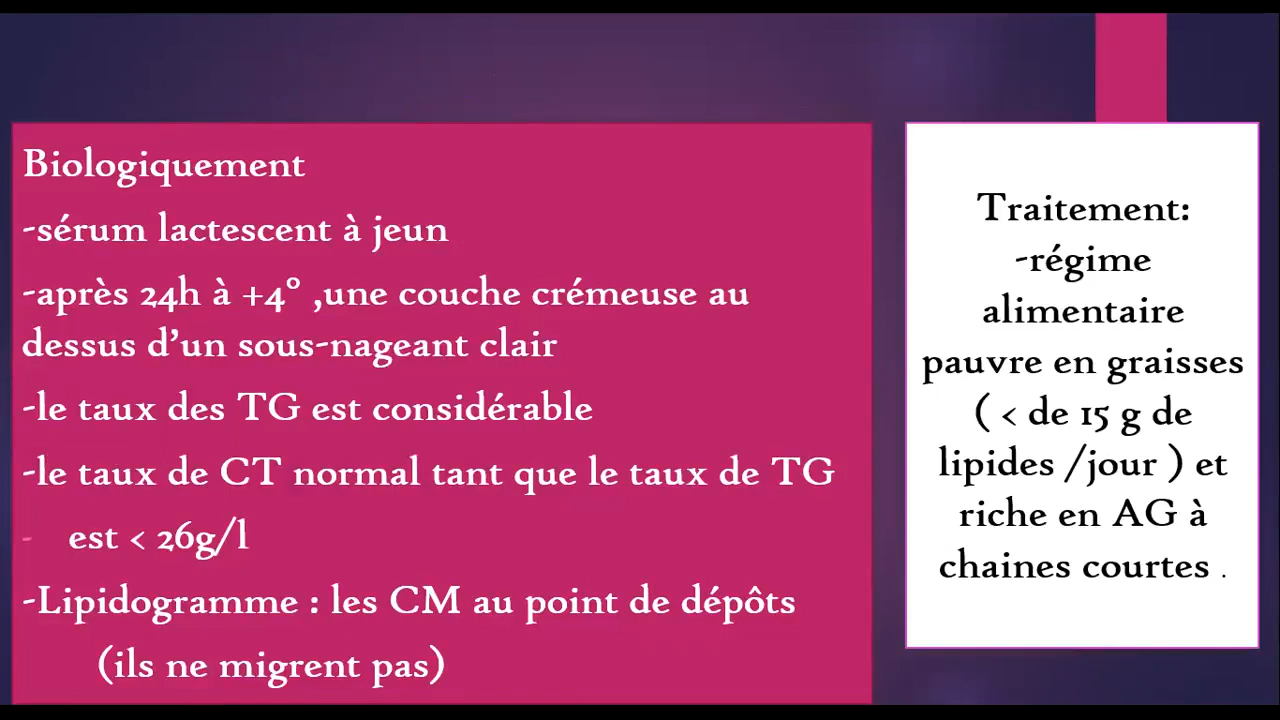 Biologiquement
-sérum lactescent à jeun
-après 24h à +4° ,une couche crémeuse au
dessus d’un sous-nageant clair
-le taux des TG est considérable
-le taux de CT normal tant que le taux de TG
- est < 26g/l
-Lipidogramme : les CM au point de dépôts
(ils ne migrent pas)
Traitement:
-régime
alimentaire
pauvre en graisses
( < de 15 g de
lipides /jour ) et
riche en AG à
chaines courtes .